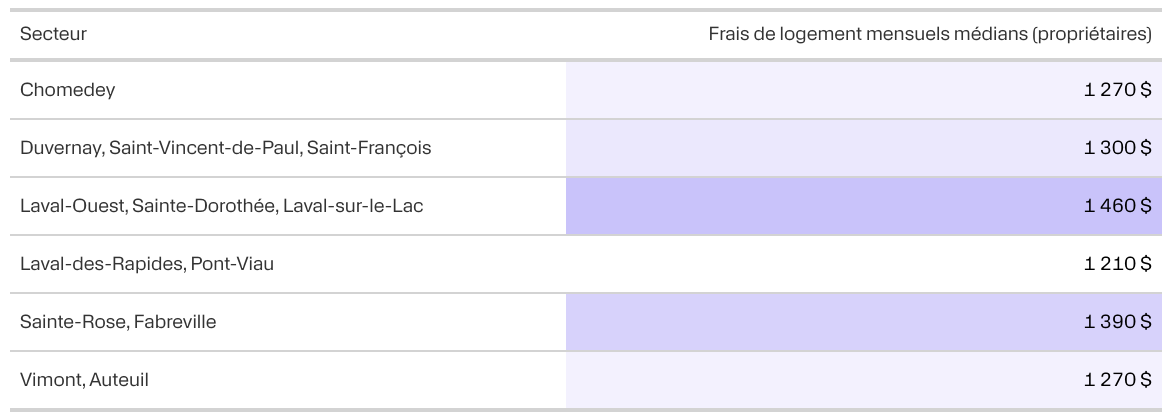 Secteur Frais de logement mensuels médians (propriétaires)
Chomedey 1 270 $
Duvernay, Saint-Vincent-de-Paul, Saint-François 1 300 $
Laval-Ouest, Sainte-Dorothée, Laval-sur-le-Lac 1 460 $
Laval-des-Rapides, Pont-Viau 1 210 $
Sainte-Rose, Fabreville 1 390 $
Vimont, Auteuil 1 270 $